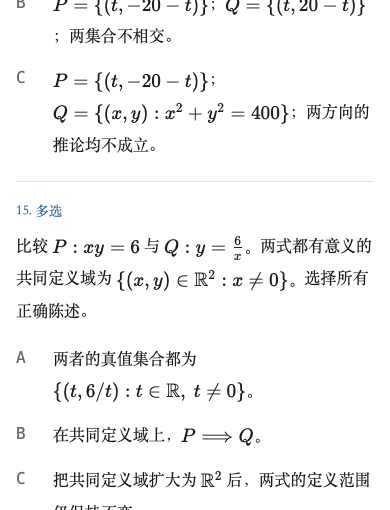 B P = {(t, −20 − t)}; Q = {(t, 20 − t)}
；两集合不相交。
C P = {(t, −20 − t)};
Q = {(x, y) : x² + y² = 400}；两方向的
推论均不成立。
15. 多选
比较 P : xy = 6 与 Q : y = 6/x。两式都有意义的
共同定义域为 {(x, y) ∈ ℝ² : x ≠ 0}。选择所有
正确陈述。
A 两者的真值集合都为
{(t, 6/t) : t ∈ ℝ, t ≠ 0}。
B 在共同定义域上，P ⟹ Q。
C 把共同定义域扩大为 ℝ² 后，两式的定义范围